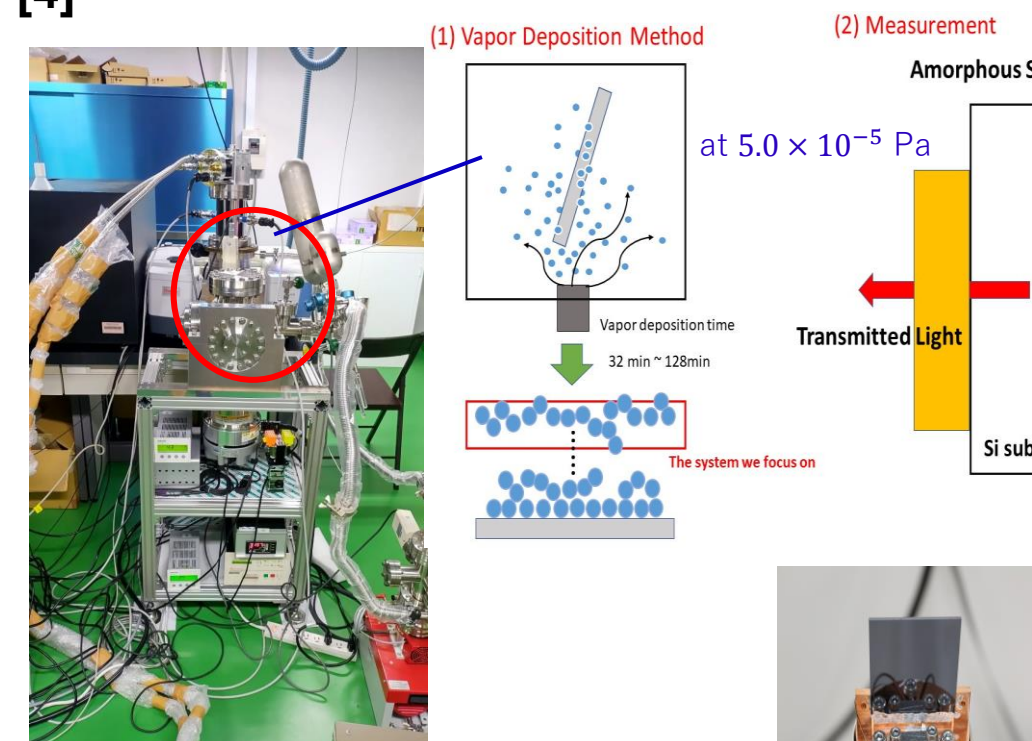 [4]
(1) Vapor Deposition Method
at 5.0 × 10⁻⁵ Pa
Vapor deposition time
32 min ~ 128min
The system we focus on
(2) Measurement
Amorphous S
Transmitted Light
Si sub